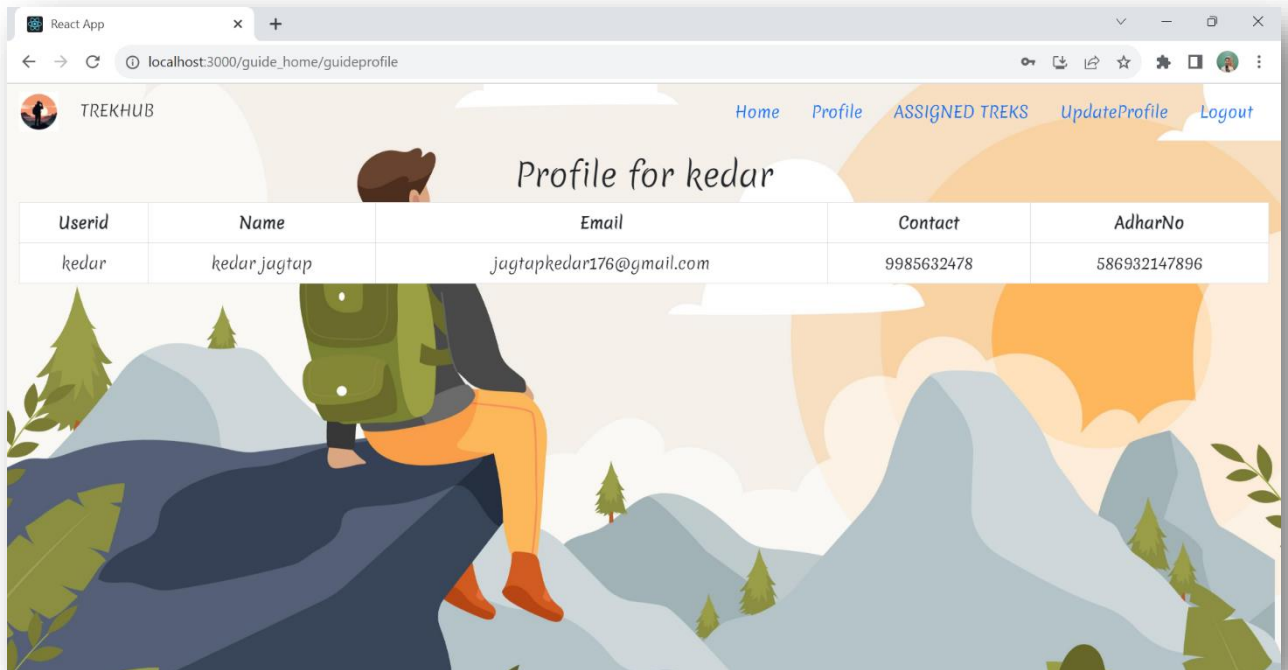 React App
localhost:3000/guide_home/guideprofile
TREKHUB Home Profile ASSIGNED TREKS UpdateProfile Logout
Profile for kedar
Userid Name Email Contact AdharNo
kedar kedar jagtap jagtapkedar176@gmail.com 9985632478 586932147896